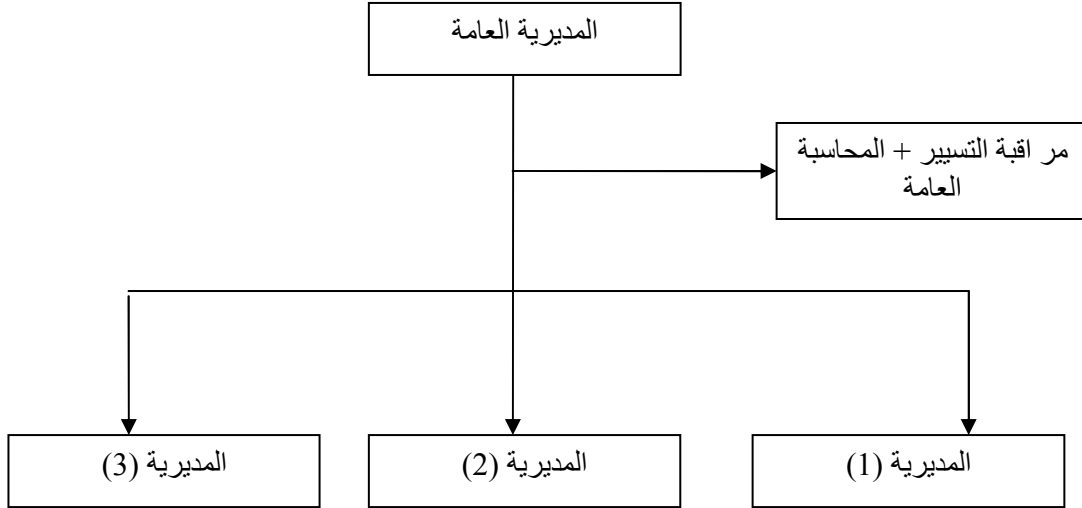 المديرية العامة
مر اقبة التسيير + المحاسبة
العامة
المديرية (1)
المديرية (2)
المديرية (3)